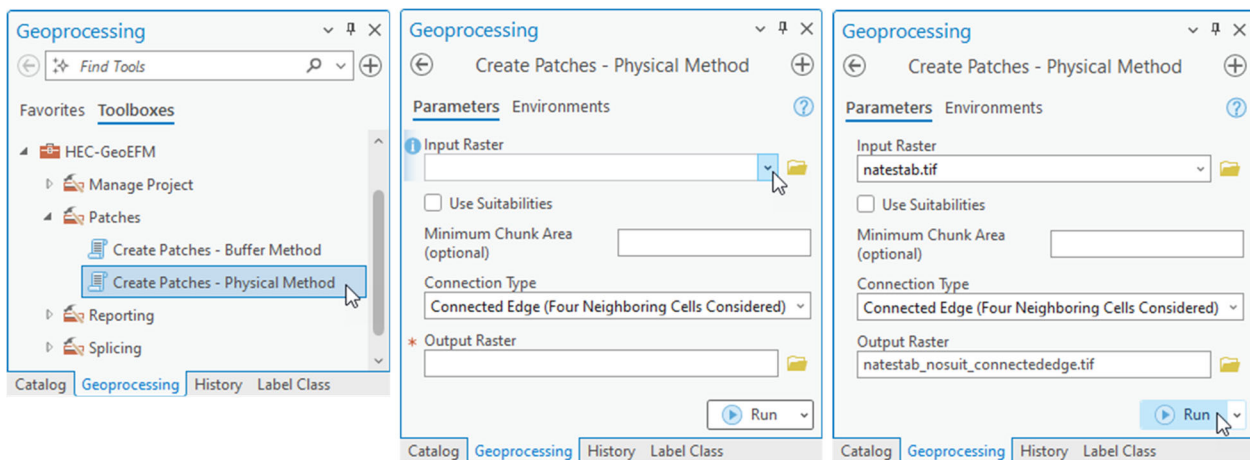 Geoprocessing
Find Tools
Favorites Toolboxes
HEC-GeoEFM
Manage Project
Patches
Create Patches - Buffer Method
Create Patches - Physical Method
Reporting
Splicing
Catalog Geoprocessing History Label Class
Geoprocessing
Create Patches - Physical Method
Parameters Environments
Input Raster
Use Suitabilities
Minimum Chunk Area
(optional)
Connection Type
Connected Edge (Four Neighboring Cells Considered)
* Output Raster
Run
Catalog Geoprocessing History Label Class
Geoprocessing
Create Patches - Physical Method
Parameters Environments
Input Raster
natestab.tif
Use Suitabilities
Minimum Chunk Area
(optional)
Connection Type
Connected Edge (Four Neighboring Cells Considered)
Output Raster
natestab_nosuit_connectededge.tif
Run
Catalog Geoprocessing History Label Class